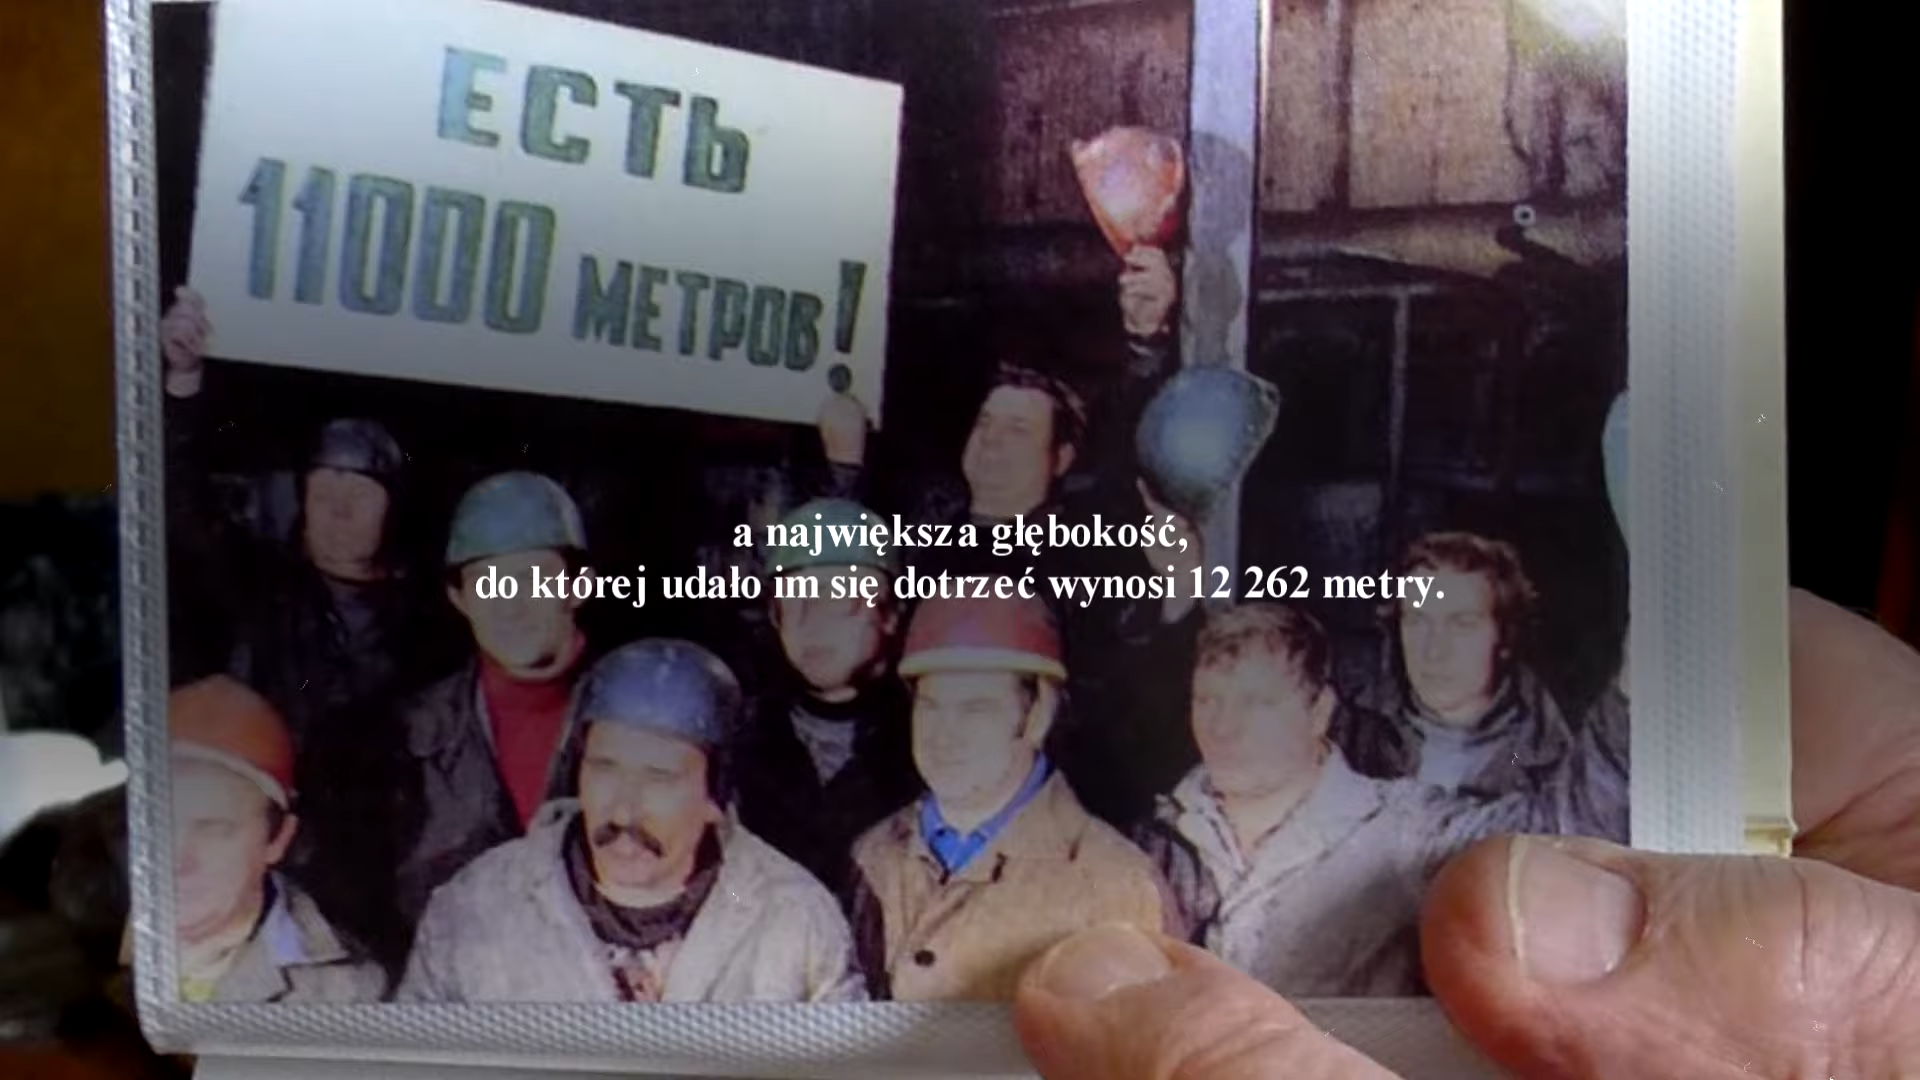 ЕСТЬ
11000 МЕТРОВ!
a największa głębokość,
do której udało im się dotrzeć wynosi 12 262 metry.